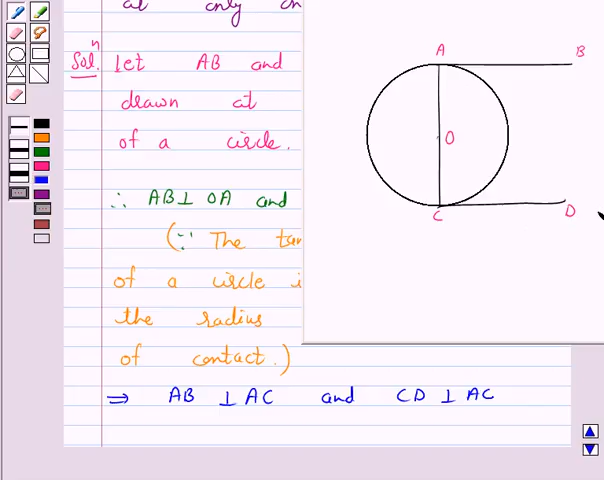 at only on
Solⁿ. Let AB and
drawn at
of a circle.
∴ AB ⊥ OA and
(∵ The tan
of a circle i
the radius
of contact.)
⇒ AB ⊥ AC and CD ⊥ AC
A B
O
C D